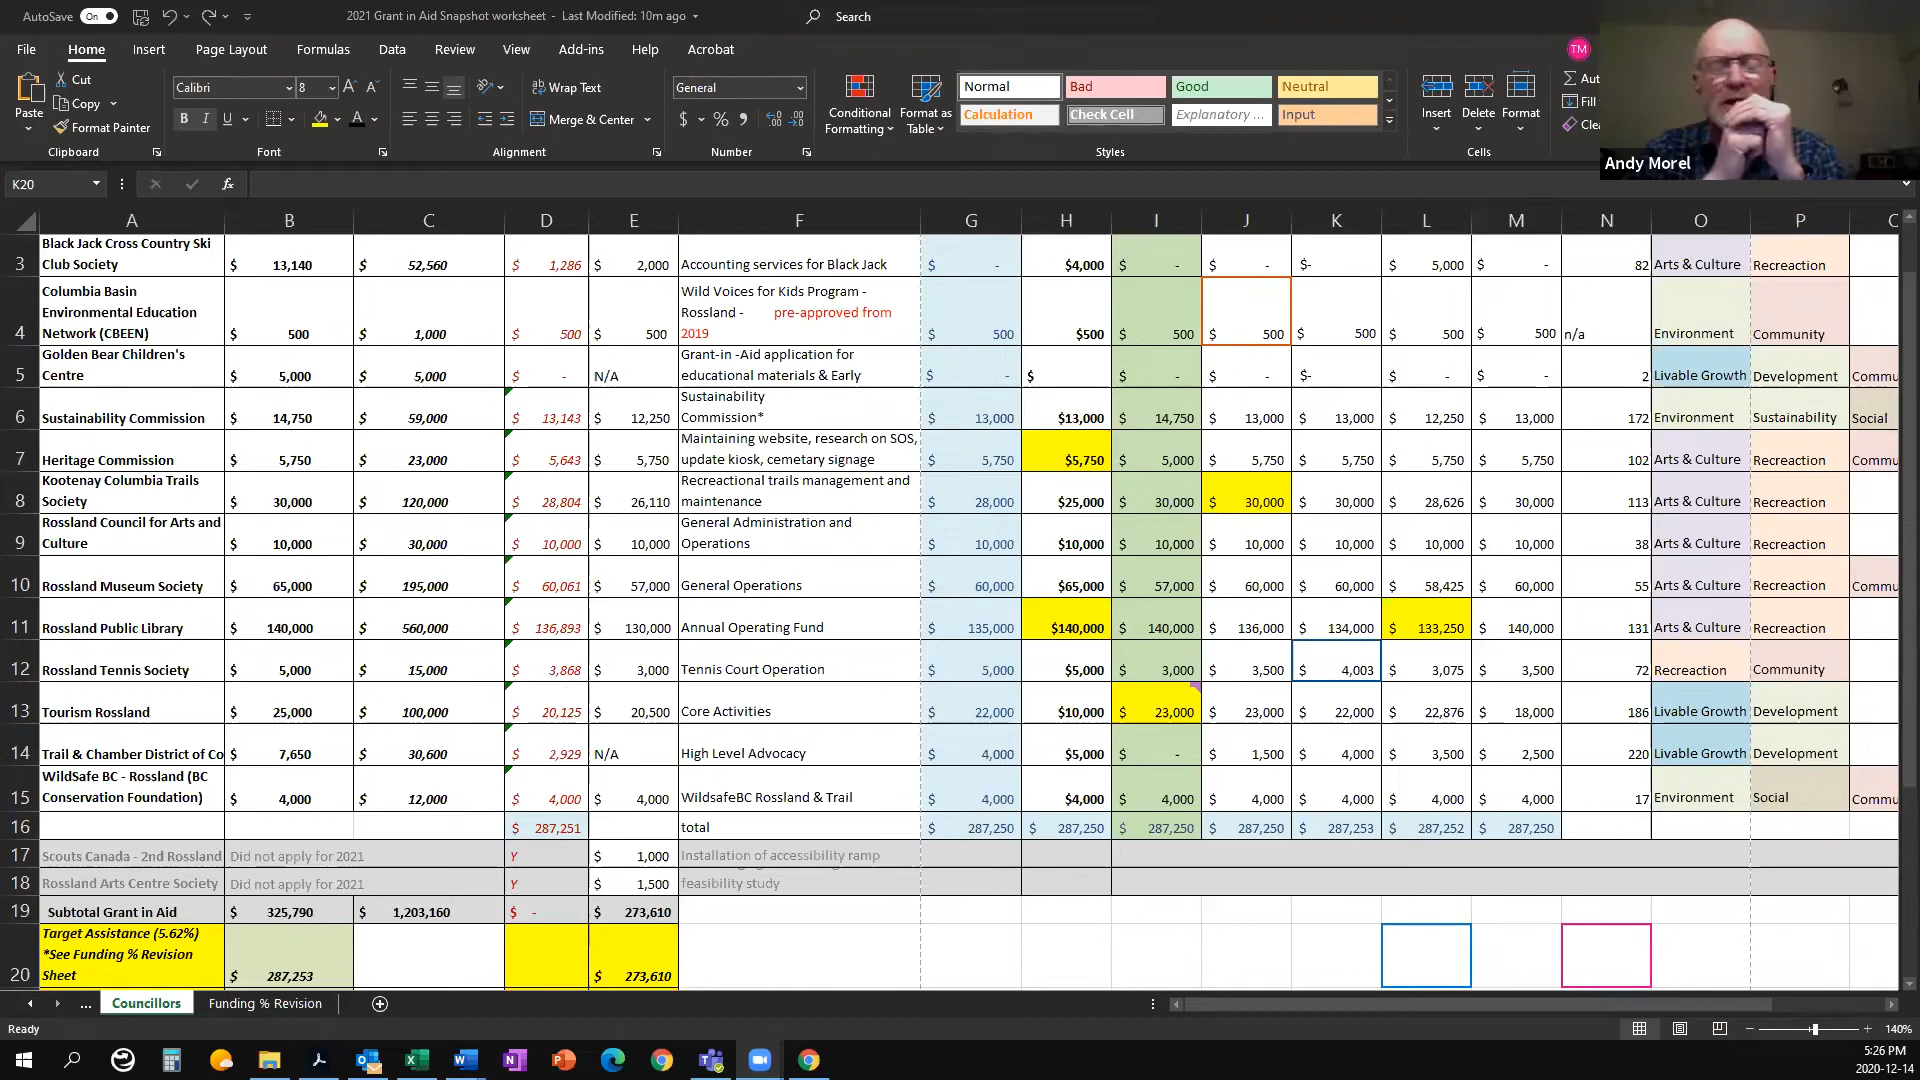 AutoSave On 2021 Grant in Aid Snapshot worksheet - Last Modified: 10m ago Search
File Home Insert Page Layout Formulas Data Review View Add-ins Help Acrobat TM
Paste Cut Copy Format Painter Clipboard
Calibri 8 B I U A Font
Wrap Text Merge & Center Alignment
General $ % Number
Conditional Formatting Format as Table
Normal Bad Good Neutral
Calculation Check Cell Explanatory ... Input
Styles
Insert Delete Format Cells
Aut
Fill
Clea
Andy Morel
K20 fx
A B C D E F G H I J K L M N O P
3 Black Jack Cross Country Ski Club Society $ 13,140 $ 52,560 $ 1,286 $ 2,000 Accounting services for Black Jack $ - $4,000 $ - $ - $- $ 5,000 $ - 82 Arts & Culture Recreaction
4 Columbia Basin Environmental Education Network (CBEEN) $ 500 $ 1,000 $ 500 $ 500 Wild Voices for Kids Program - Rossland - pre-approved from 2019 $ 500 $500 $ 500 $ 500 $ 500 $ 500 $ 500 n/a Environment Community
5 Golden Bear Children's Centre $ 5,000 $ 5,000 $ - N/A Grant-in -Aid application for educational materials & Early $ - $ $ - $ - $- $ - $ - 2 Livable Growth Development Commu
6 Sustainability Commission $ 14,750 $ 59,000 $ 13,143 $ 12,250 Sustainability Commission* $ 13,000 $13,000 $ 14,750 $ 13,000 $ 13,000 $ 12,250 $ 13,000 172 Environment Sustainability Social
7 Heritage Commission $ 5,750 $ 23,000 $ 5,643 $ 5,750 Maintaining website, research on SOS, update kiosk, cemetary signage $ 5,750 $5,750 $ 5,000 $ 5,750 $ 5,750 $ 5,750 $ 5,750 102 Arts & Culture Recreaction Commu
8 Kootenay Columbia Trails Society $ 30,000 $ 120,000 $ 28,804 $ 26,110 Recreactional trails management and maintenance $ 28,000 $25,000 $ 30,000 $ 30,000 $ 30,000 $ 28,626 $ 30,000 113 Arts & Culture Recreaction
9 Rossland Council for Arts and Culture $ 10,000 $ 30,000 $ 10,000 $ 10,000 General Administration and Operations $ 10,000 $10,000 $ 10,000 $ 10,000 $ 10,000 $ 10,000 $ 10,000 38 Arts & Culture Recreaction
10 Rossland Museum Society $ 65,000 $ 195,000 $ 60,061 $ 57,000 General Operations $ 60,000 $65,000 $ 57,000 $ 60,000 $ 60,000 $ 58,425 $ 60,000 55 Arts & Culture Recreaction Commu
11 Rossland Public Library $ 140,000 $ 560,000 $ 136,893 $ 130,000 Annual Operating Fund $ 135,000 $140,000 $ 140,000 $ 136,000 $ 134,000 $ 133,250 $ 140,000 131 Arts & Culture Recreaction
12 Rossland Tennis Society $ 5,000 $ 15,000 $ 3,868 $ 3,000 Tennis Court Operation $ 5,000 $5,000 $ 3,000 $ 3,500 $ 4,003 $ 3,075 $ 3,500 72 Recreaction Community
13 Tourism Rossland $ 25,000 $ 100,000 $ 20,125 $ 20,500 Core Activities $ 22,000 $10,000 $ 23,000 $ 23,000 $ 22,000 $ 22,876 $ 18,000 186 Livable Growth Development
14 Trail & Chamber District of Co $ 7,650 $ 30,600 $ 2,929 N/A High Level Advocacy $ 4,000 $5,000 $ - $ 1,500 $ 4,000 $ 3,500 $ 2,500 220 Livable Growth Development
15 WildSafe BC - Rossland (BC Conservation Foundation) $ 4,000 $ 12,000 $ 4,000 $ 4,000 WildsafeBC Rossland & Trail $ 4,000 $4,000 $ 4,000 $ 4,000 $ 4,000 $ 4,000 $ 4,000 17 Environment Social Commu
16 $ 287,251 total $ 287,250 $ 287,250 $ 287,250 $ 287,250 $ 287,253 $ 287,252 $ 287,250
17 Scouts Canada - 2nd Rossland Did not apply for 2021 Y $ 1,000 Installation of accessibility ramp
18 Rossland Arts Centre Society Did not apply for 2021 Y $ 1,500 feasibility study
19 Subtotal Grant in Aid $ 325,790 $ 1,203,160 $ - $ 273,610
20 Target Assistance (5.62%) *See Funding % Revision Sheet $ 287,253 $ 273,610
... Councillors Funding % Revision
Ready 140%
5:26 PM
2020-12-14